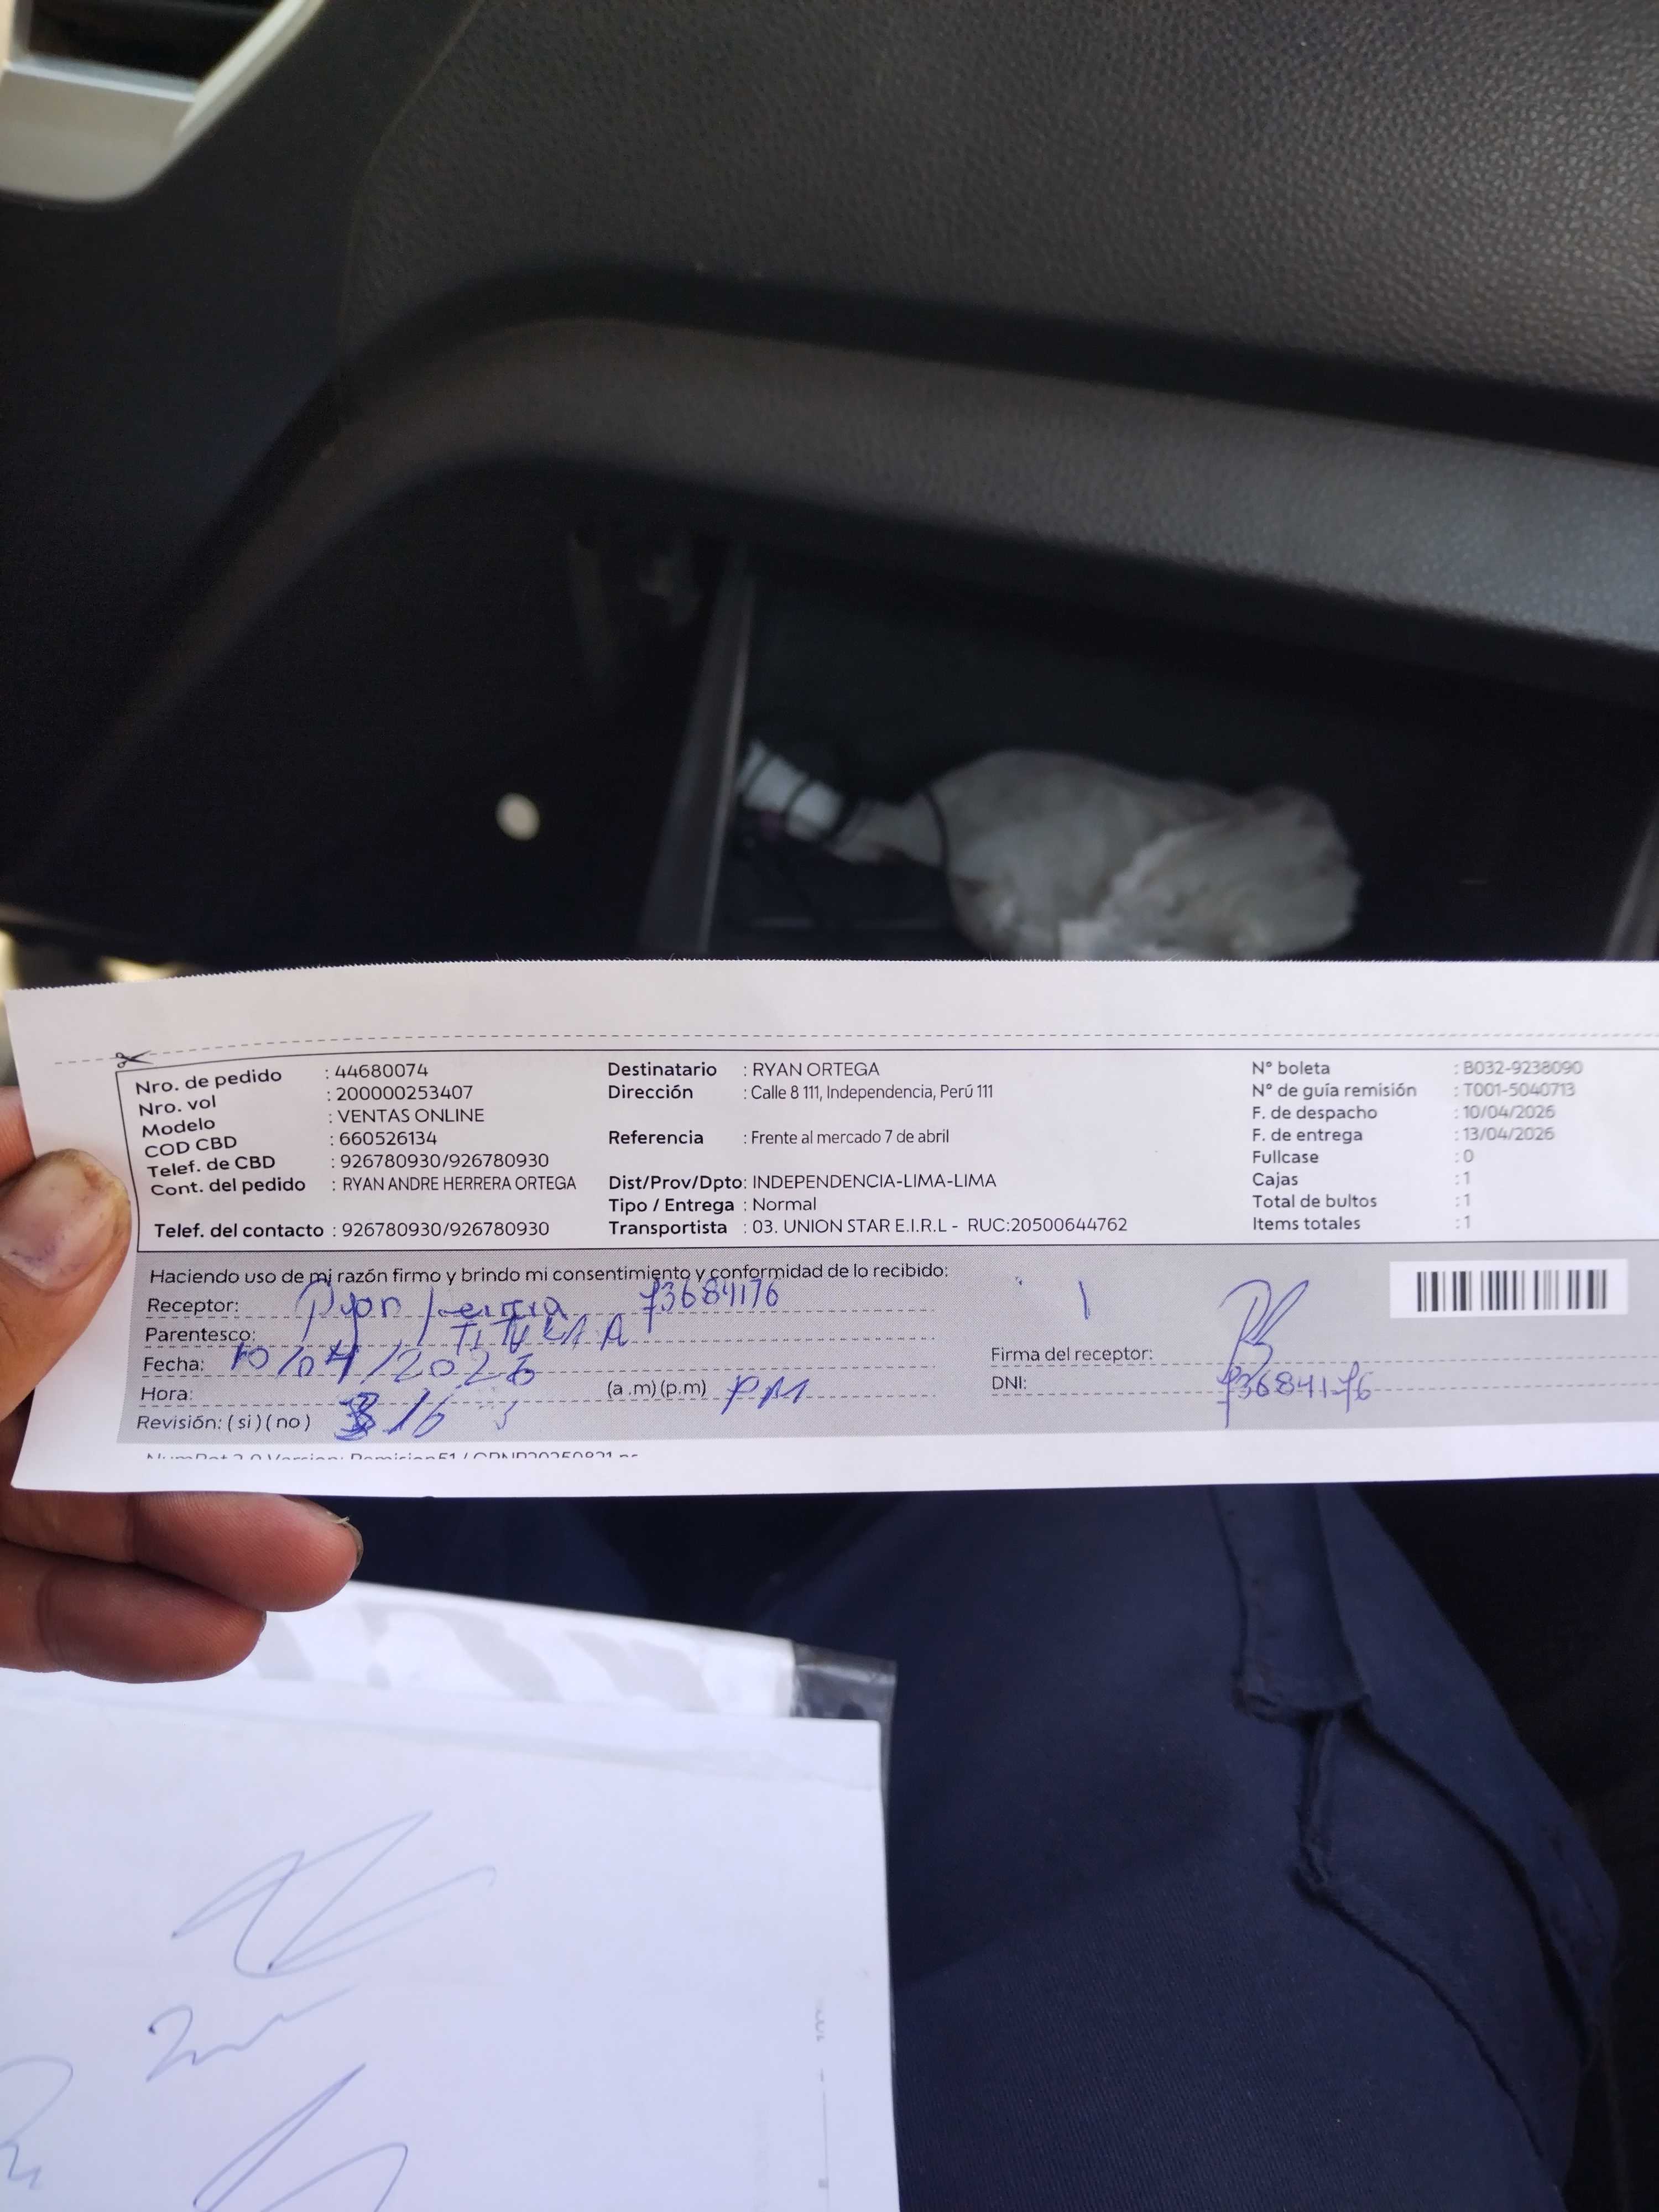 Nro. de pedido : 44680074
Nro. vol : 200000253407
Modelo : VENTAS ONLINE
COD CBD : 660526134
Telef. de CBD : 926780930/926780930
Cont. del pedido : RYAN ANDRE HERRERA ORTEGA
Telef. del contacto : 926780930/926780930
Destinatario : RYAN ORTEGA
Dirección : Calle 8 111, Independencia, Perú 111
Referencia : Frente al mercado 7 de abril
Dist/Prov/Dpto: INDEPENDENCIA-LIMA-LIMA
Tipo / Entrega : Normal
Transportista : 03. UNION STAR E.I.R.L - RUC:20500644762
N° boleta : B032-9238090
N° de guía remisión : T001-5040713
F. de despacho : 10/04/2026
F. de entrega : 13/04/2026
Fullcase : 0
Cajas : 1
Total de bultos : 1
Items totales : 1
Haciendo uso de mi razón firmo y brindo mi consentimiento y conformidad de lo recibido:
Receptor: Ryan 73684176
Parentesco:
Fecha: 10/04/2026
Hora: (a .m) (p.m) PM
Revisión: ( si ) ( no )
Firma del receptor:
DNI: 73684176